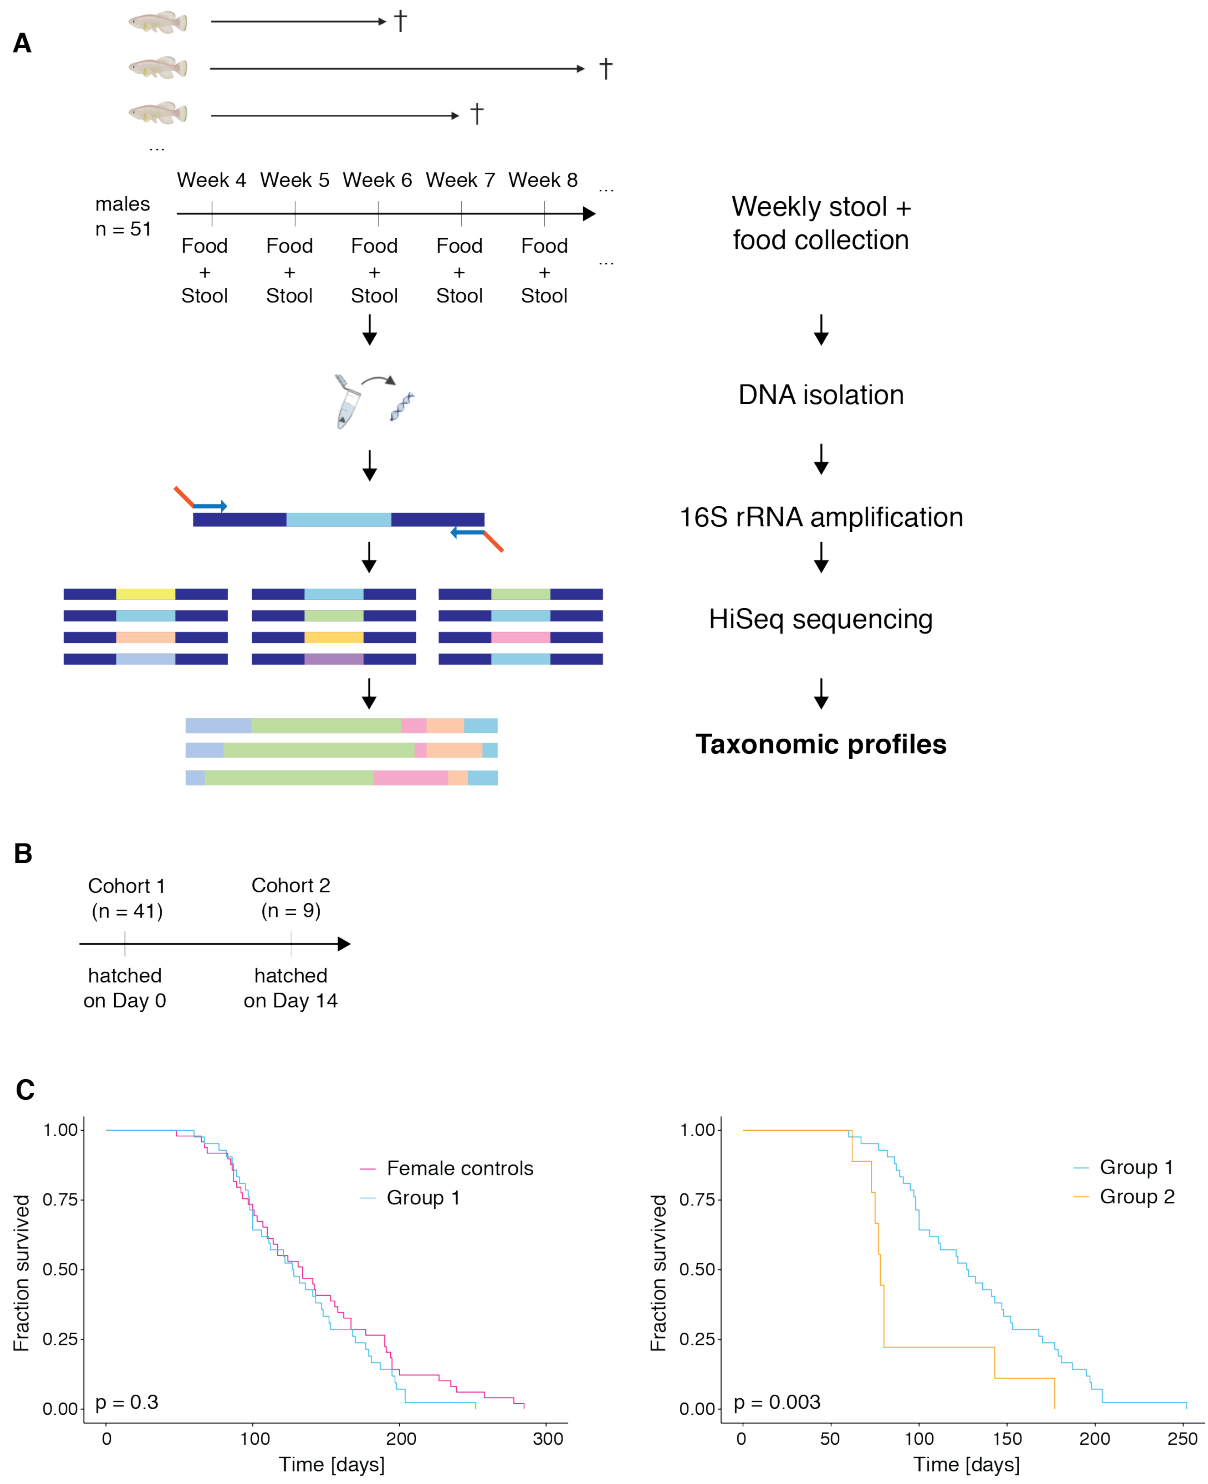 A
†
†
†
...
Week 4 Week 5 Week 6 Week 7 Week 8 ...
males
n = 51
Food Food Food Food Food
+ + + + + ...
Stool Stool Stool Stool Stool
Weekly stool +
food collection
DNA isolation
16S rRNA amplification
HiSeq sequencing
Taxonomic profiles
B
Cohort 1 Cohort 2
(n = 41) (n = 9)
hatched hatched
on Day 0 on Day 14
C
Fraction survived
1.00
0.75
0.50
0.25
0.00
Female controls
Group 1
p = 0.3
0 100 200 300
Time [days]
Fraction survived
1.00
0.75
0.50
0.25
0.00
Group 1
Group 2
p = 0.003
0 50 100 150 200 250
Time [days]